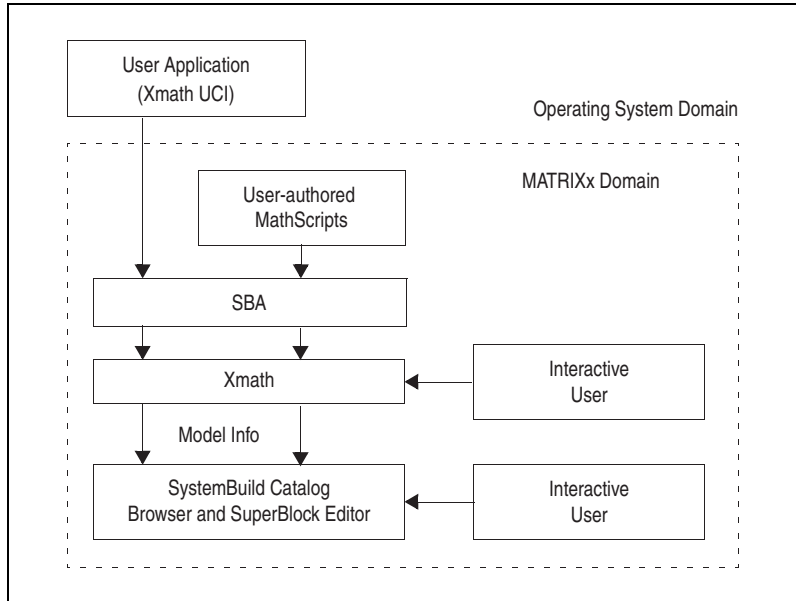 User Application
(Xmath UCI)
Operating System Domain
MATRIXx Domain
User-authored
MathScripts
SBA
Xmath
Interactive
User
Model Info
SystemBuild Catalog
Browser and SuperBlock Editor
Interactive
User